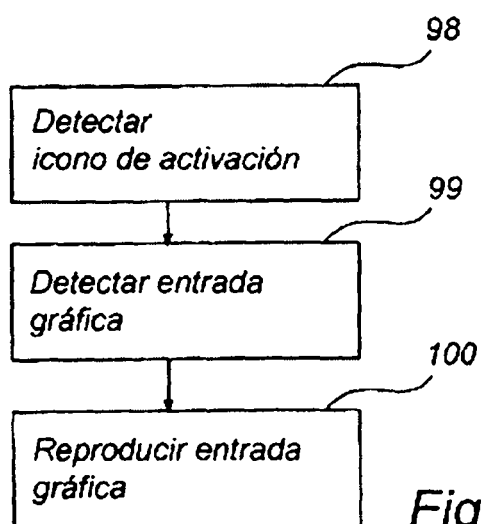 98
Detectar
icono de activación
99
Detectar entrada
gráfica
100
Reproducir entrada
gráfica
Fig